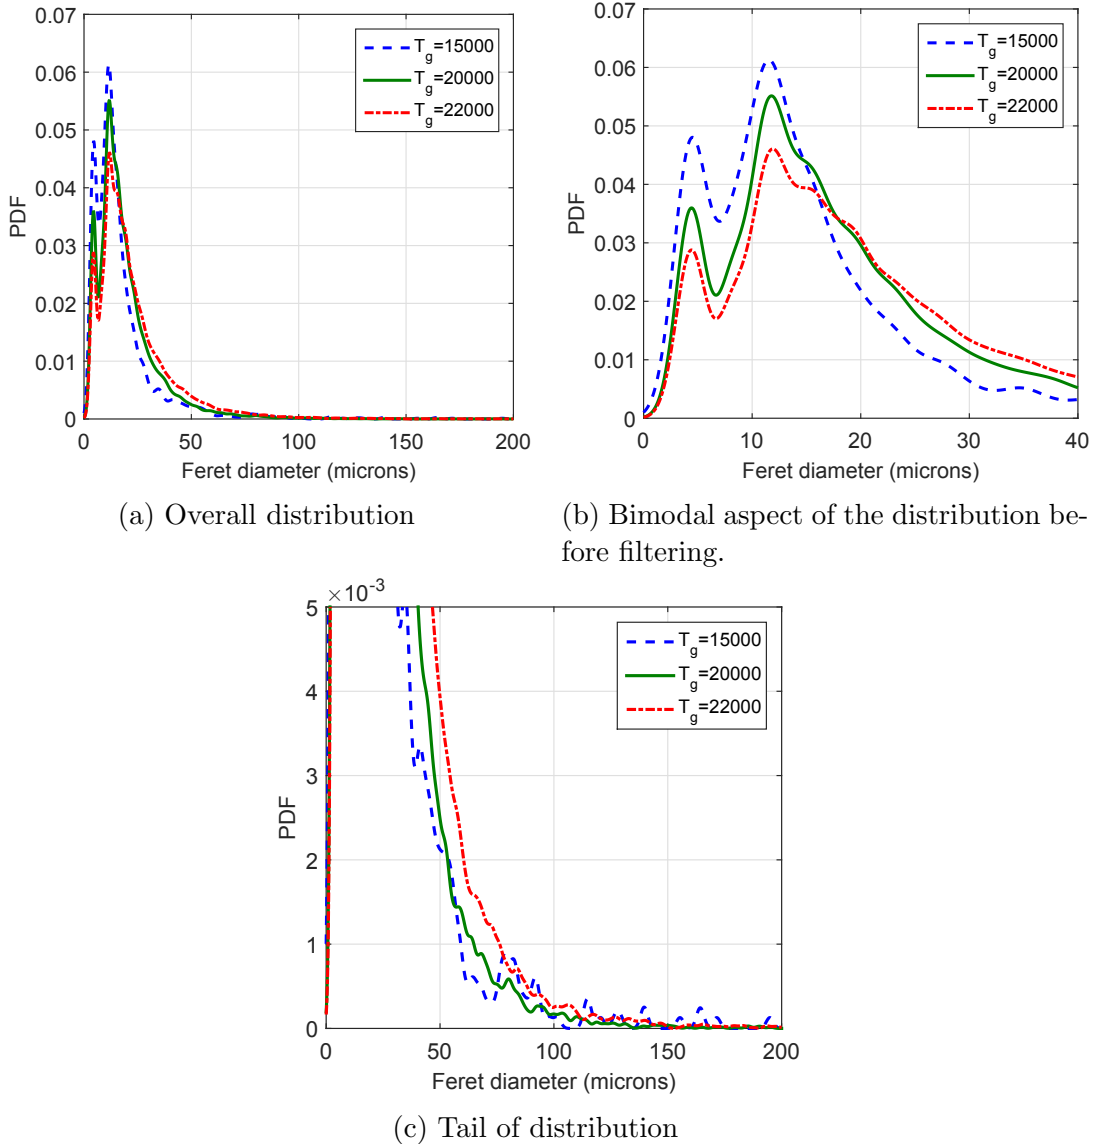 0.07
0.06
0.05
0.04
0.03
0.02
0.01
0
PDF
0 50 100 150 200
Feret diameter (microns)
T_g=15000
T_g=20000
T_g=22000
(a) Overall distribution
0.07
0.06
0.05
0.04
0.03
0.02
0.01
0
PDF
0 10 20 30 40
Feret diameter (microns)
T_g=15000
T_g=20000
T_g=22000
(b) Bimodal aspect of the distribution be-
fore filtering.
×10^-3
5
4
3
2
1
0
PDF
0 50 100 150 200
Feret diameter (microns)
T_g=15000
T_g=20000
T_g=22000
(c) Tail of distribution